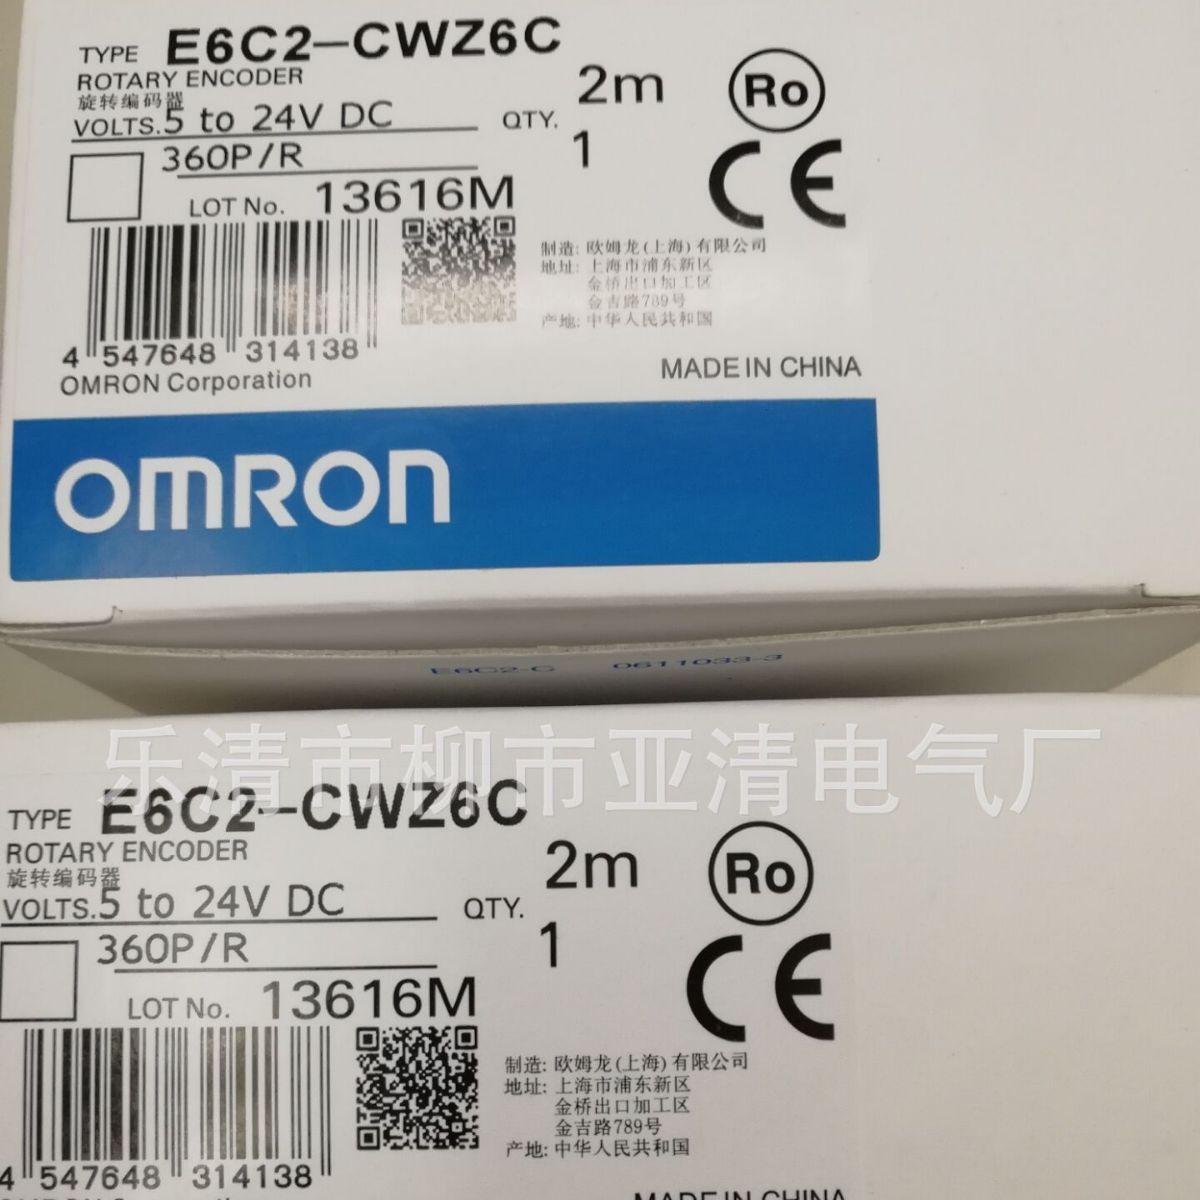 TYPE E6C2-CWZ6C
ROTARY ENCODER
旋转编码器
VOLTS. 5 to 24V DC
2m
QTY. 1
360P/R
LOT No. 13616M
Ro
CE
制造: 欧姆龙(上海)有限公司
地址: 上海市浦东新区
金桥出口加工区
金吉路789号
产地: 中华人民共和国
4 547648 314138
OMRON Corporation
MADE IN CHINA
OMRON
E6C2-C 0611033-3
乐清市柳市亚清电气厂
TYPE E6C2-CWZ6C
ROTARY ENCODER
旋转编码器
VOLTS. 5 to 24V DC
2m
QTY. 1
360P/R
LOT No. 13616M
Ro
CE
制造: 欧姆龙(上海)有限公司
地址: 上海市浦东新区
金桥出口加工区
金吉路789号
产地: 中华人民共和国
4 547648 314138
OMRON Corporation
MADE IN CHINA